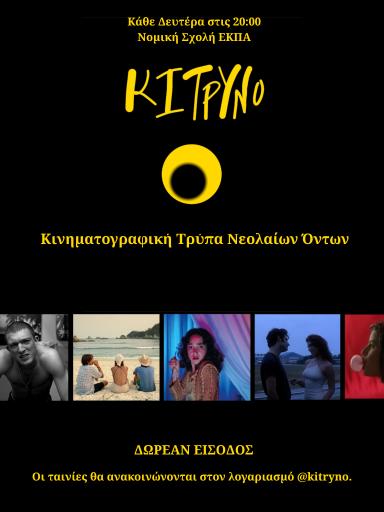 Κάθε Δευτέρα στις 20:00
Νομική Σχολή ΕΚΠΑ
ΚΙΤΡΥΝΟ
Κινηματογραφική Τρύπα Νεολαίων Όντων
ΔΩΡΕΑΝ ΕΙΣΟΔΟΣ
Οι ταινίες θα ανακοινώνονται στον λογαριασμό @kitryno.